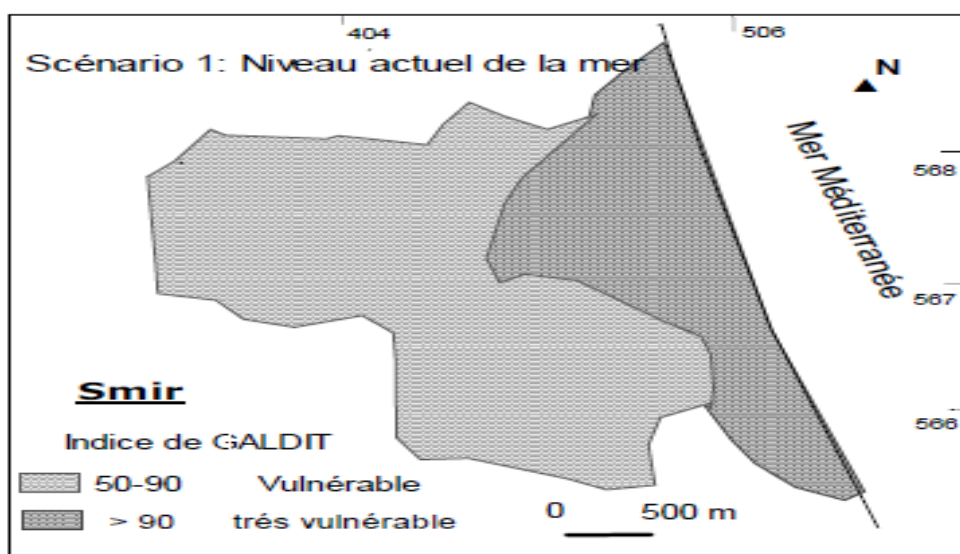 404
506
Scénario 1: Niveau actuel de la mer
N
Mer Méditerranée
568
567
566
Smir
Indice de GALDIT
50-90 Vulnérable
> 90 trés vulnérable
0 500 m